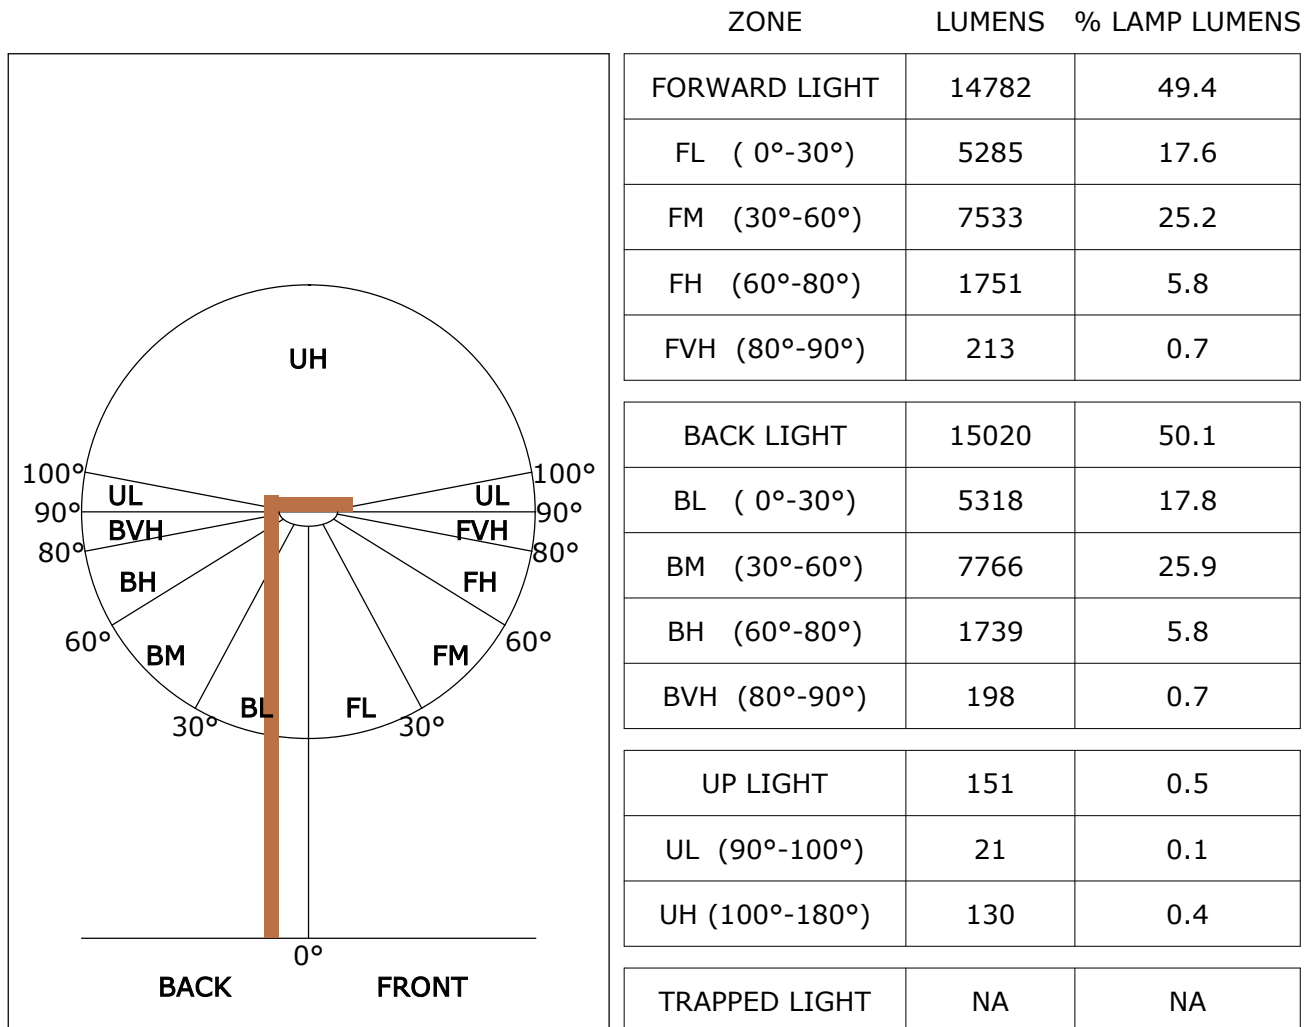 ZONE LUMENS % LAMP LUMENS
FORWARD LIGHT 14782 49.4
FL ( 0°-30°) 5285 17.6
FM (30°-60°) 7533 25.2
FH (60°-80°) 1751 5.8
FVH (80°-90°) 213 0.7
BACK LIGHT 15020 50.1
BL ( 0°-30°) 5318 17.8
BM (30°-60°) 7766 25.9
BH (60°-80°) 1739 5.8
BVH (80°-90°) 198 0.7
UP LIGHT 151 0.5
UL (90°-100°) 21 0.1
UH (100°-180°) 130 0.4
TRAPPED LIGHT NA NA
UH
100° 100°
UL UL
90° 90°
BVH FVH
80° 80°
BH FH
60° 60°
BM FM
BL FL
30° 30°
0°
BACK FRONT